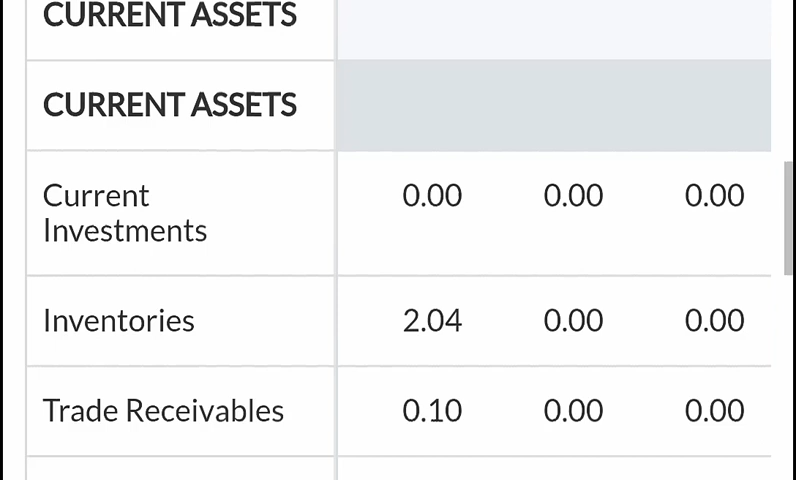 CURRENT ASSETS
CURRENT ASSETS
Current 0.00 0.00 0.00
Investments
Inventories 2.04 0.00 0.00
Trade Receivables 0.10 0.00 0.00